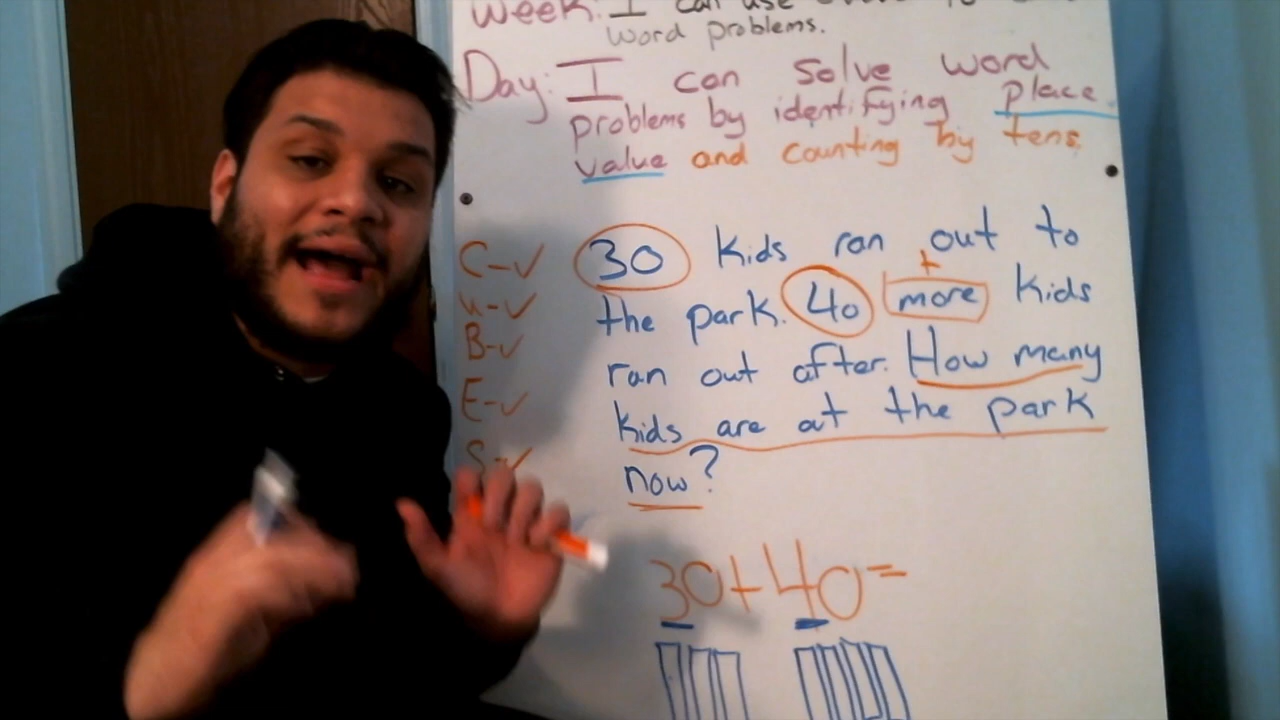 Week: I can use
word problems.
Day: I can solve word
problems by identifying place
value and counting by tens.
C-✓ 30 kids ran out to
+
u-✓ the park. 40 more kids
B-✓ ran out after. How many
E-✓ kids are at the park
S-✓ now?
30+40=